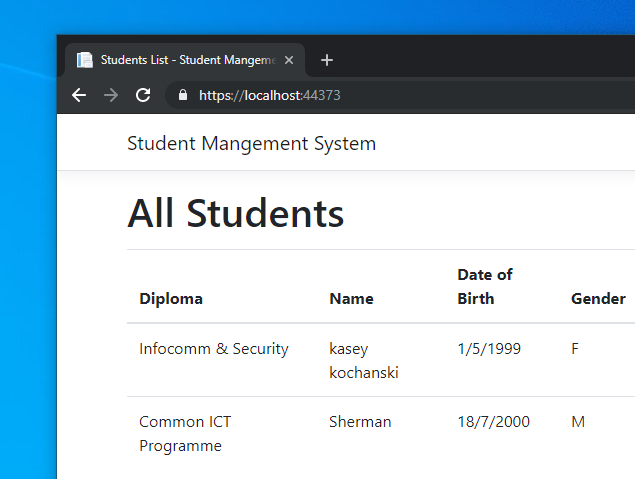 Students List - Student Mangeme
https://localhost:44373
Student Mangement System
All Students
Diploma Name Date of Birth Gender
Infocomm & Security kasey kochanski 1/5/1999 F
Common ICT Programme Sherman 18/7/2000 M